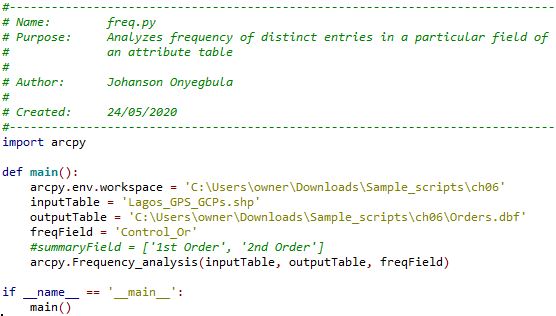 #-------------------------------------------------------------------------------
# Name:        freq.py
# Purpose:     Analyzes frequency of distinct entries in a particular field of
#              an attribute table
#
# Author:      Johanson Onyegbula
#
# Created:     24/05/2020
#-------------------------------------------------------------------------------
import arcpy

def main():
    arcpy.env.workspace = 'C:\Users\owner\Downloads\Sample_scripts\ch06'
    inputTable = 'Lagos_GPS_GCPs.shp'
    outputTable = 'C:\Users\owner\Downloads\Sample_scripts\ch06\Orders.dbf'
    freqField = 'Control_Or'
    #summaryField = ['1st Order', '2nd Order']
    arcpy.Frequency_analysis(inputTable, outputTable, freqField)

if __name__ == '__main__':
    main()